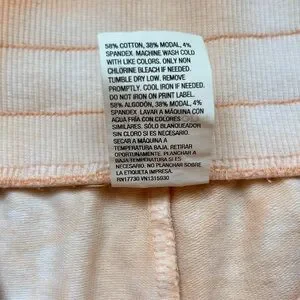 58% COTTON, 38% MODAL, 4%
SPANDEX. MACHINE WASH COLD
WITH LIKE COLORS. ONLY NON
CHLORINE BLEACH IF NEEDED.
TUMBLE DRY LOW. REMOVE
PROMPTLY. COOL IRON IF NEEDED.
DO NOT IRON ON PRINT LABEL.
58% ALGODÓN, 38% MODAL, 4%
SPANDEX. LAVAR A MÁQUINA CON
AGUA FRÍA CON COLORES
SIMILARES. SÓLO BLANQUEADOR
SIN CLORO SI ES NECESARIO.
SECAR A MÁQUINA A
TEMPERATURA BAJA. RETIRAR
OPORTUNAMENTE. PLANCHAR A
BAJA TEMPERATURA SI ES
NECESARIO. NO PLANCHAR SOBRE
LA ETIQUETA IMPRESA.
RN17730 VN1315930